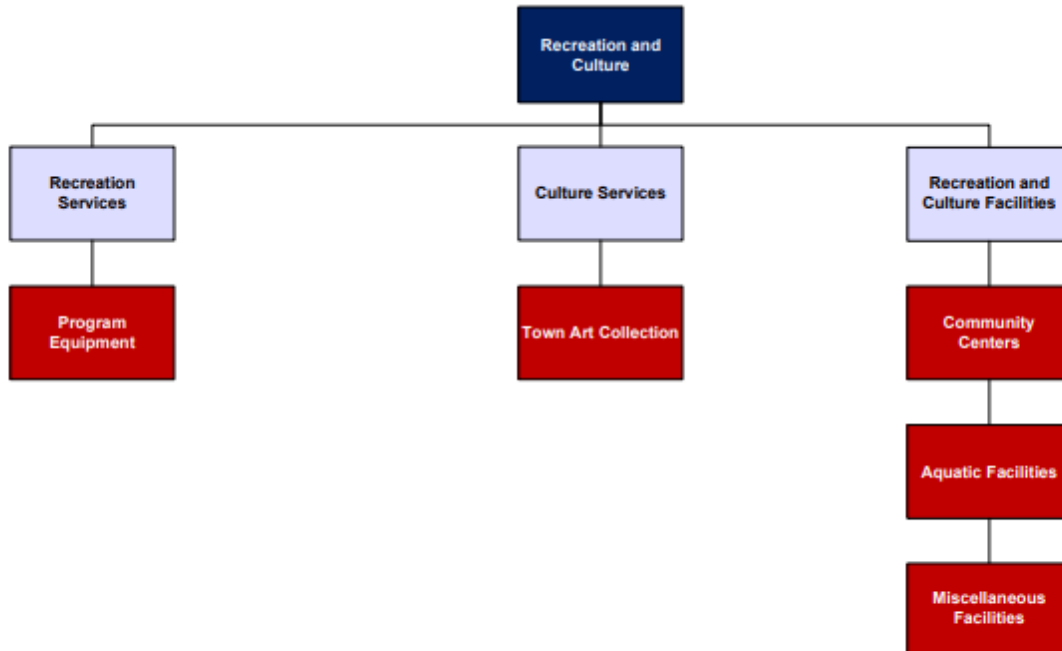 Recreation and
Culture
Recreation
Services
Culture Services
Recreation and
Culture Facilities
Program
Equipment
Town Art Collection
Community
Centers
Aquatic Facilities
Miscellaneous
Facilities